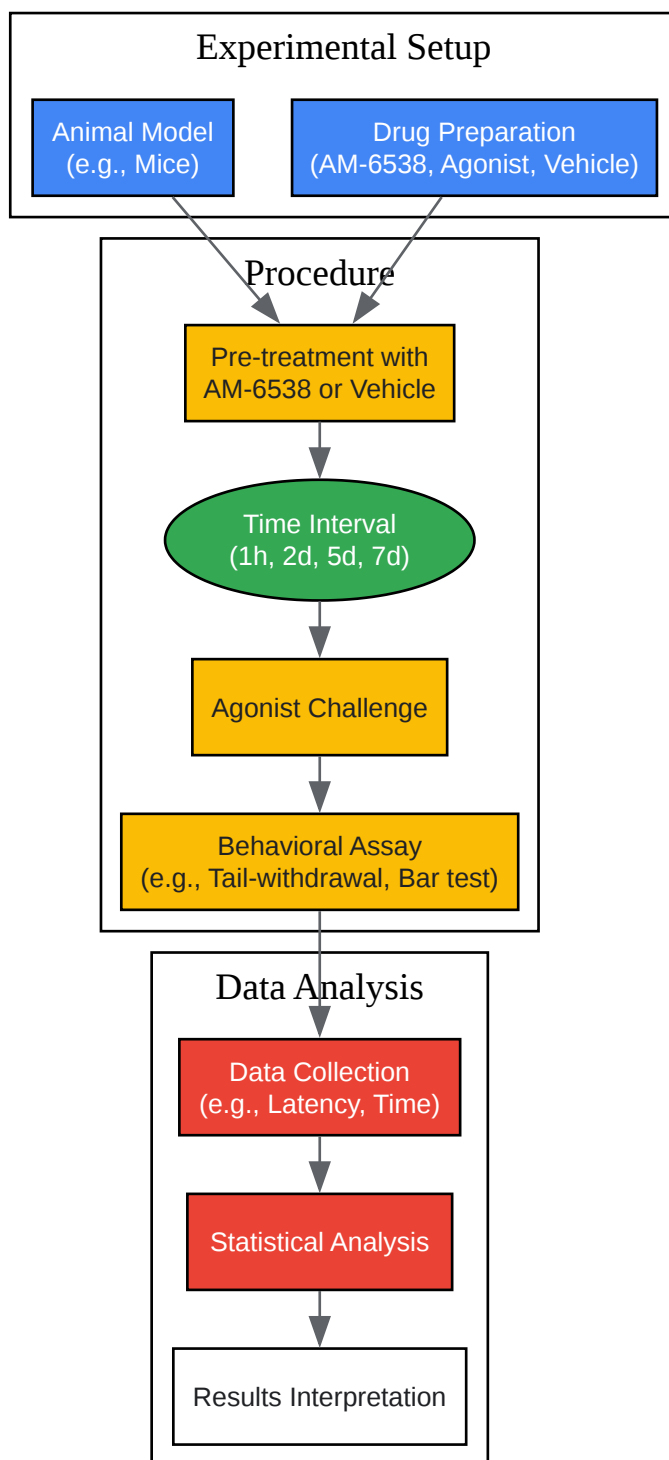 Experimental Setup
Animal Model
(e.g., Mice)
Drug Preparation
(AM-6538, Agonist, Vehicle)
Procedure
Pre-treatment with
AM-6538 or Vehicle
Time Interval
(1h, 2d, 5d, 7d)
Agonist Challenge
Behavioral Assay
(e.g., Tail-withdrawal, Bar test)
Data Analysis
Data Collection
(e.g., Latency, Time)
Statistical Analysis
Results Interpretation